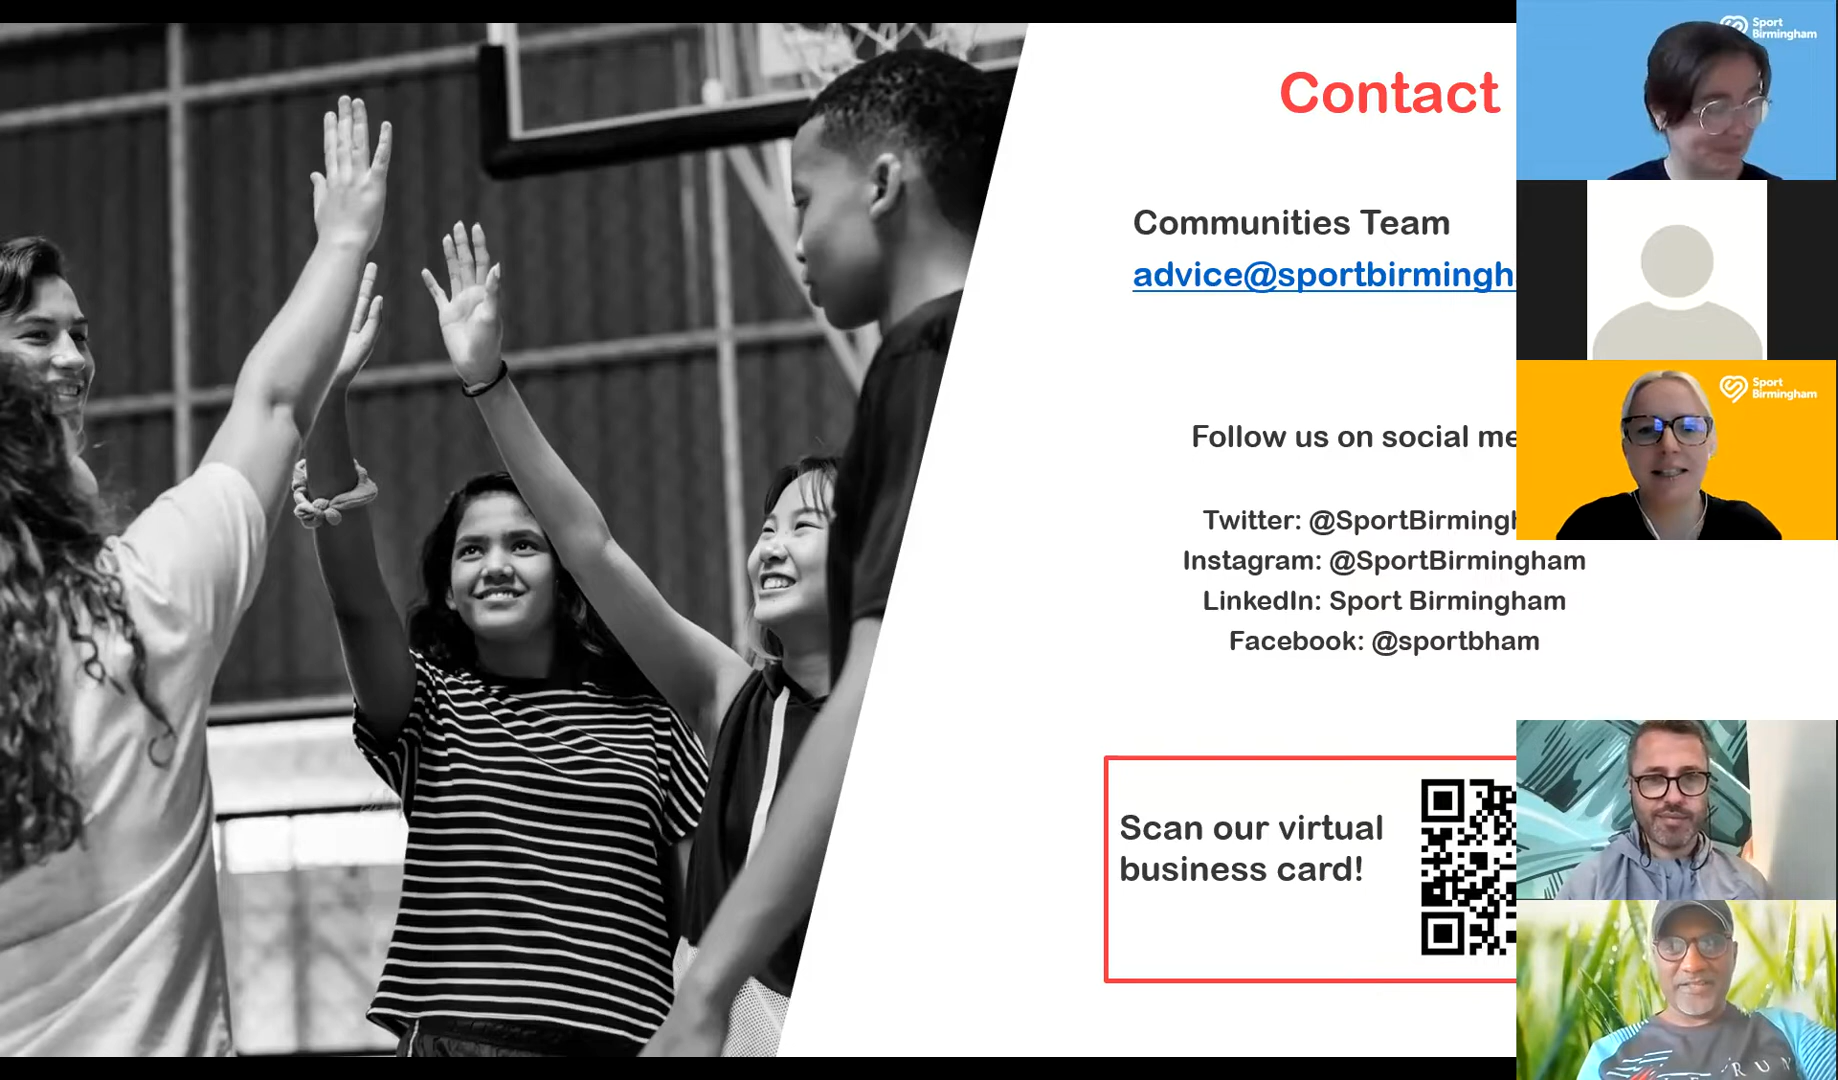 Contact
Communities Team
advice@sportbirmingh
Follow us on social me
Twitter: @SportBirmingh
Instagram: @SportBirmingham
LinkedIn: Sport Birmingham
Facebook: @sportbham
Scan our virtual
business card!
Sport
Birmingham
Sport
Birmingham
RUN